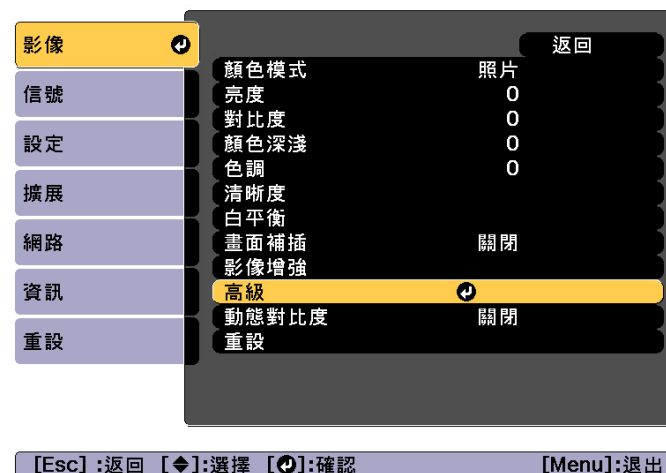 影像
信號
設定
擴展
網路
資訊
重設
返回
顏色模式 照片
亮度 0
對比度 0
顏色深淺 0
色調 0
清晰度
白平衡
畫面補插 關閉
影像增強
高級
動態對比度 關閉
重設
[Esc] :返回 [◆]:選擇 [⏎]:確認 [Menu]:退出